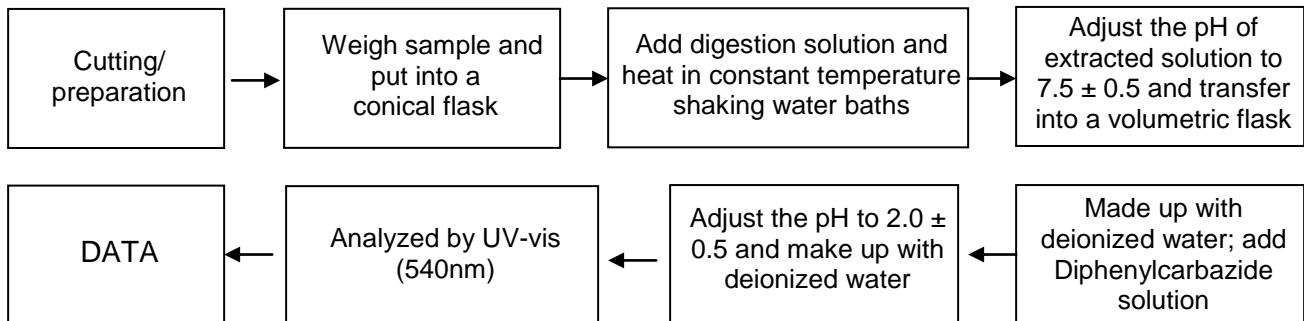 Cutting/
preparation
Weigh sample and
put into a
conical flask
Add digestion solution and
heat in constant temperature
shaking water baths
Adjust the pH of
extracted solution to
7.5 ± 0.5 and transfer
into a volumetric flask
Made up with
deionized water; add
Diphenylcarbazide
solution
Adjust the pH to 2.0 ±
0.5 and make up with
deionized water
Analyzed by UV-vis
(540nm)
DATA